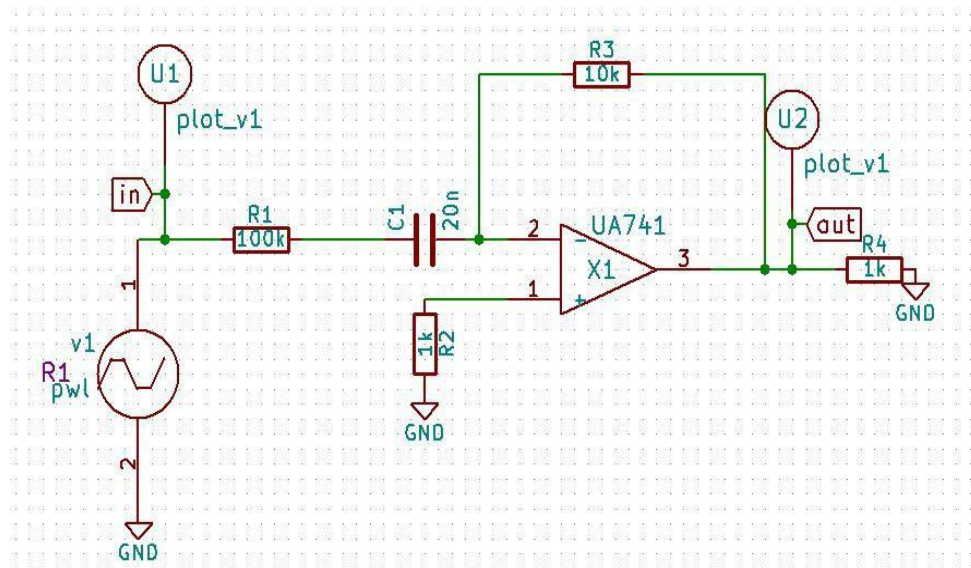 U1
plot_v1
in
R1
100k
C1
20n
R3
10k
U2
plot_v1
aut
R4
1k
GND
UA741
X1
2
−
1
+
3
1k
R2
GND
1
v1
R1
pwl
2
GND